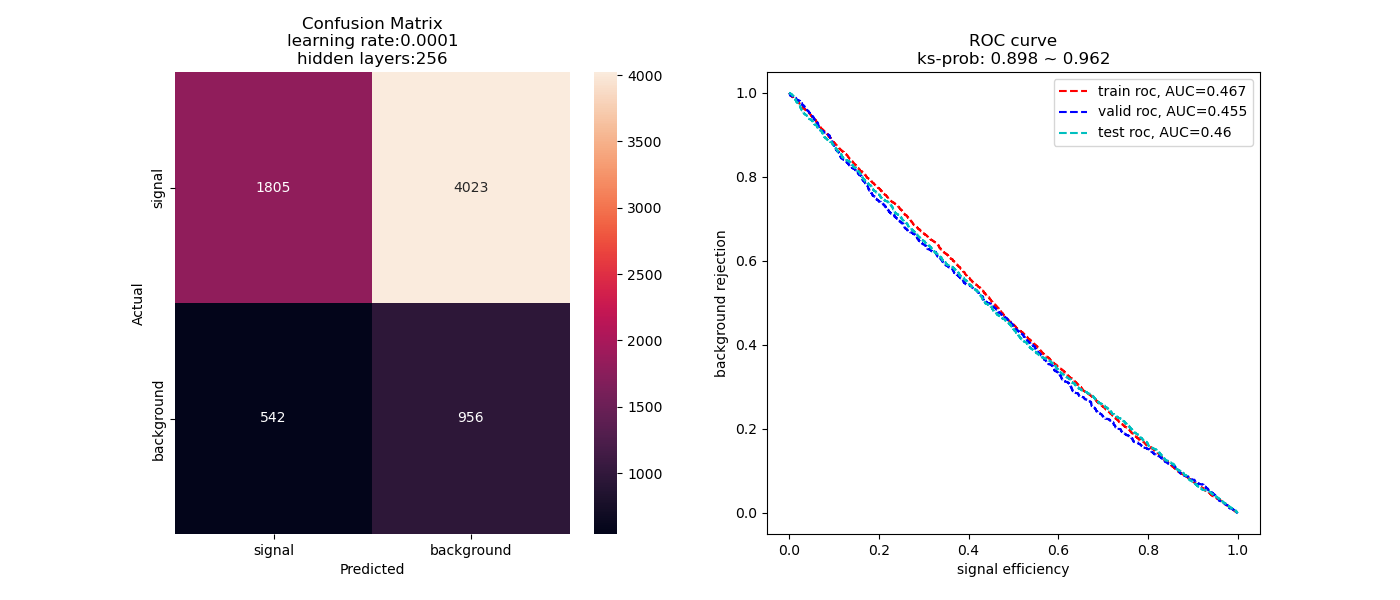 Confusion Matrix
learning rate:0.0001
hidden layers:256
signal
background
Actual
1805
4023
542
956
signal
background
Predicted
4000
3500
3000
2500
2000
1500
1000
ROC curve
ks-prob: 0.898 ~ 0.962
train roc, AUC=0.467
valid roc, AUC=0.455
test roc, AUC=0.46
background rejection
1.0
0.8
0.6
0.4
0.2
0.0
0.0 0.2 0.4 0.6 0.8 1.0
signal efficiency